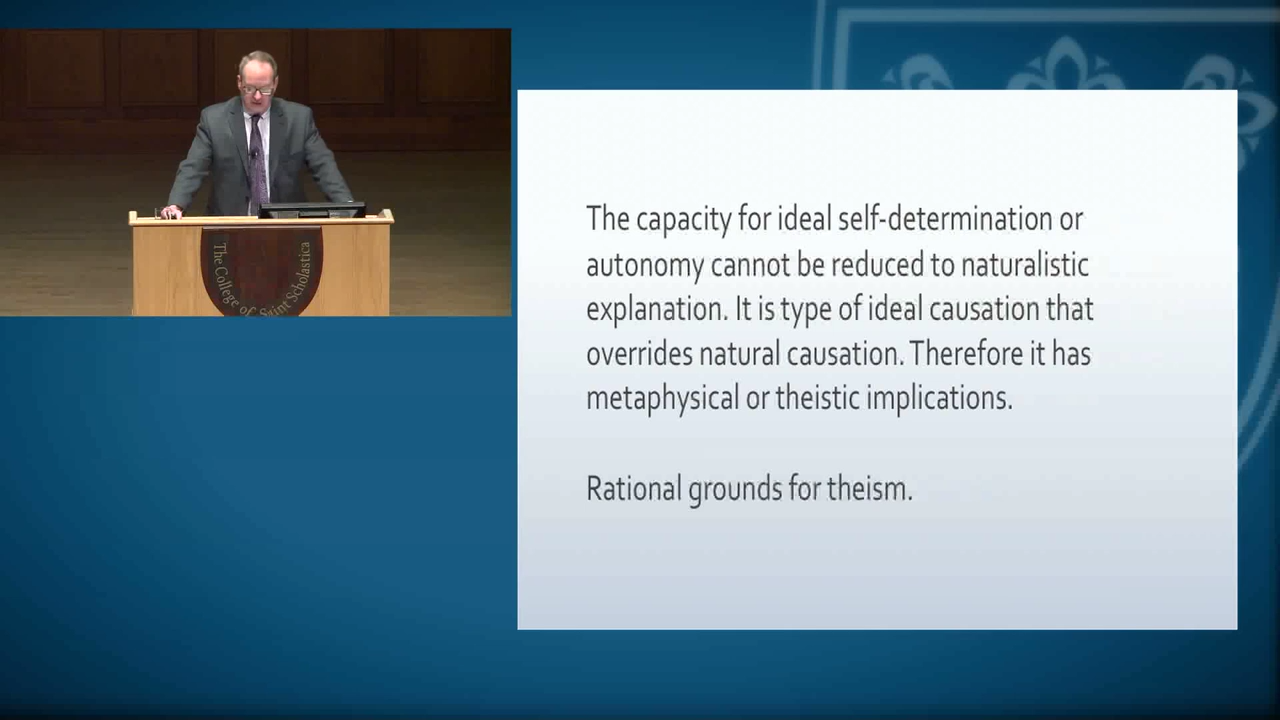 The College of Saint Scholastica
The capacity for ideal self-determination or
autonomy cannot be reduced to naturalistic
explanation. It is type of ideal causation that
overrides natural causation. Therefore it has
metaphysical or theistic implications.
Rational grounds for theism.